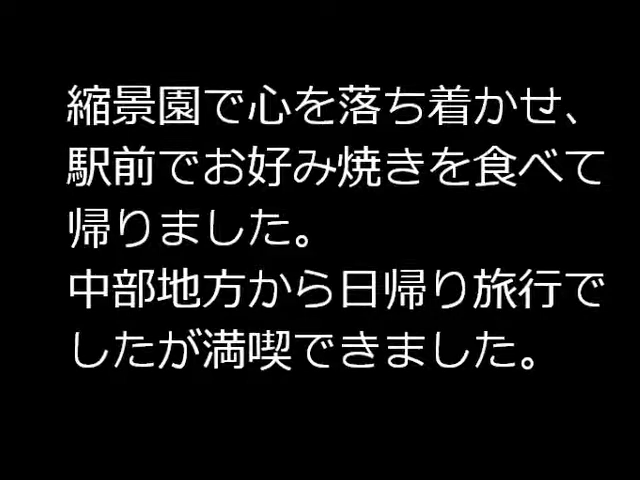 縮景園で心を落ち着かせ、
駅前でお好み焼きを食べて
帰りました。
中部地方から日帰り旅行で
したが満喫できました。